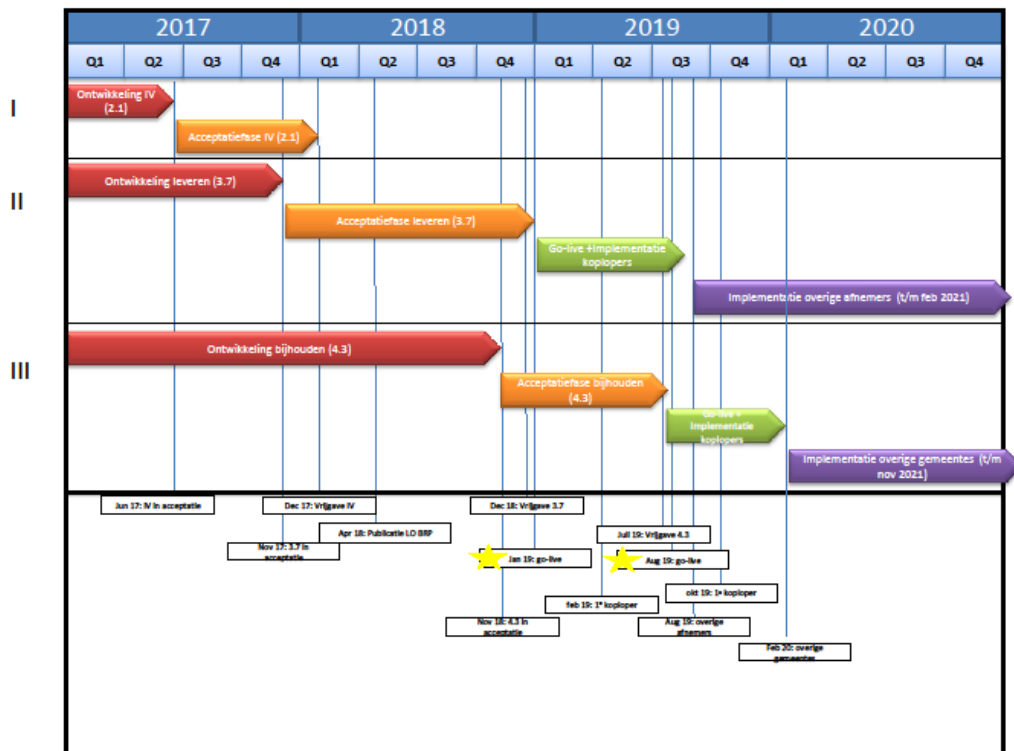 2017 2018 2019 2020
Q1 Q2 Q3 Q4 Q1 Q2 Q3 Q4 Q1 Q2 Q3 Q4 Q1 Q2 Q3 Q4
I
Ontwikkeling IV
(2.1)
Acceptatiefase IV (2.1)
II
Ontwikkeling leveren (3.7)
Acceptatiefase leveren (3.7)
Go-live +Implementatie
koplopers
Implementatie overige afnemers (t/m feb 2021)
III
Ontwikkeling bijhouden (4.3)
Acceptatiefase bijhouden
(4.3)
Go-live +
Implementatie
koplopers
Implementatie overige gemeentes (t/m
nov 2021)
Jun 17: IV in acceptatie
Dec 17: Vrijgave IV
Dec 18: Vrijgave 3.7
Apr 18: Publicatie LO BRP
Juli 19: Vrijgave 4.3
Nov 17: 3.7 in
acceptatie
Jan 19: go-live
Aug 19: go-live
okt 19: 1e koploper
feb 19: 1e koploper
Nov 18: 4.3 in
acceptatie
Aug 19: overige
afnemers
Feb 20: overige
gemeentes